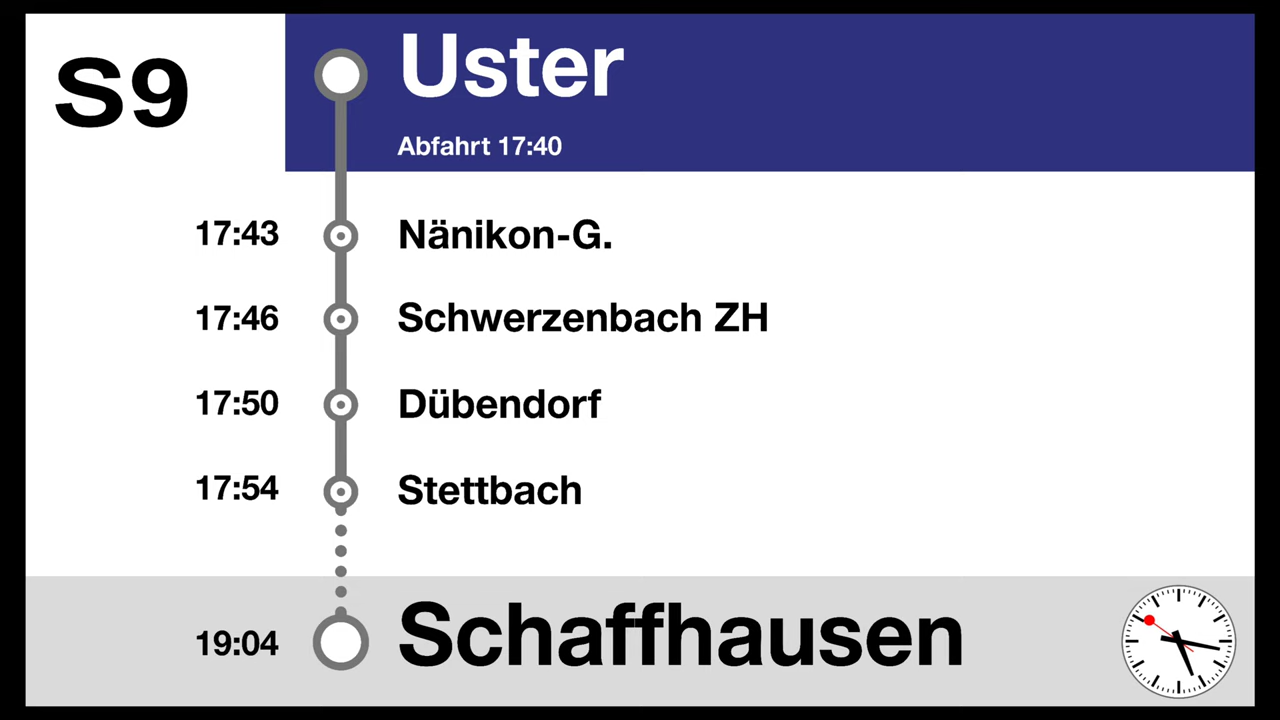 S9
Uster
Abfahrt 17:40
17:43 Nänikon-G.
17:46 Schwerzenbach ZH
17:50 Dübendorf
17:54 Stettbach
19:04 Schaffhausen